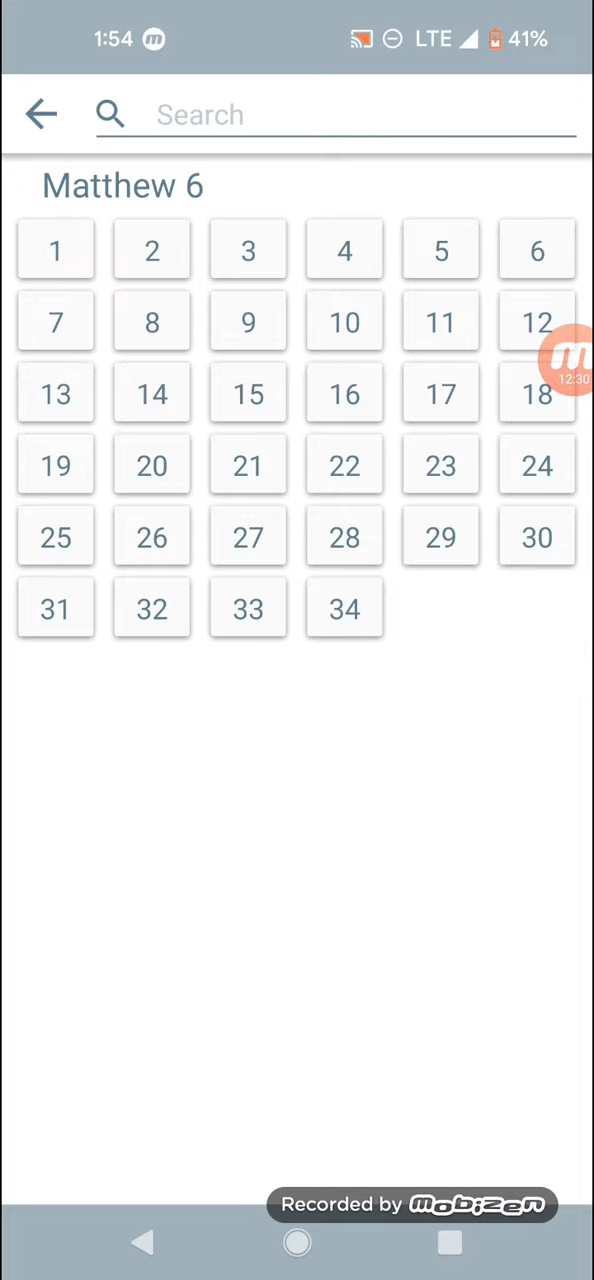 1:54 m LTE 41%
Search
Matthew 6
1 2 3 4 5 6
7 8 9 10 11 12
13 14 15 16 17 18
12:30
19 20 21 22 23 24
25 26 27 28 29 30
31 32 33 34
Recorded by mobizen